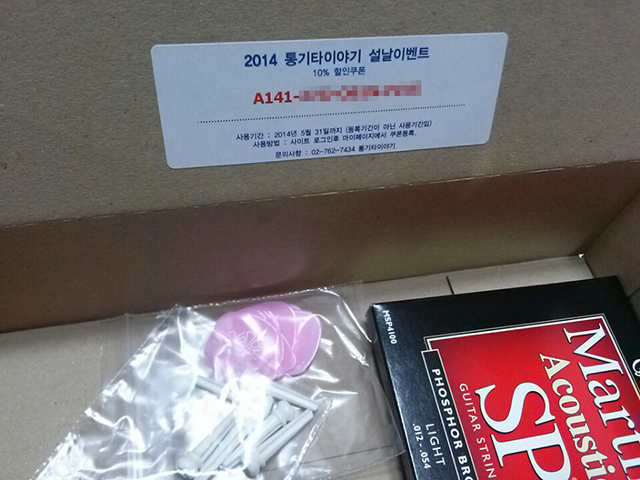 2014 통기타이야기 설날이벤트
10% 할인쿠폰
A141-
사용기간 : 2014년 5월 31일까지 (등록기간이 아닌 사용기간임)
사용방법 : 사이트 로그인후 마이페이지에서 쿠폰등록.
문의사항 : 02-762-7434 통기타이야기
MSP4100
Marti
Acousti
SP
GUITAR STRIN
PHOSPHOR BRO
LIGHT
.012-.054